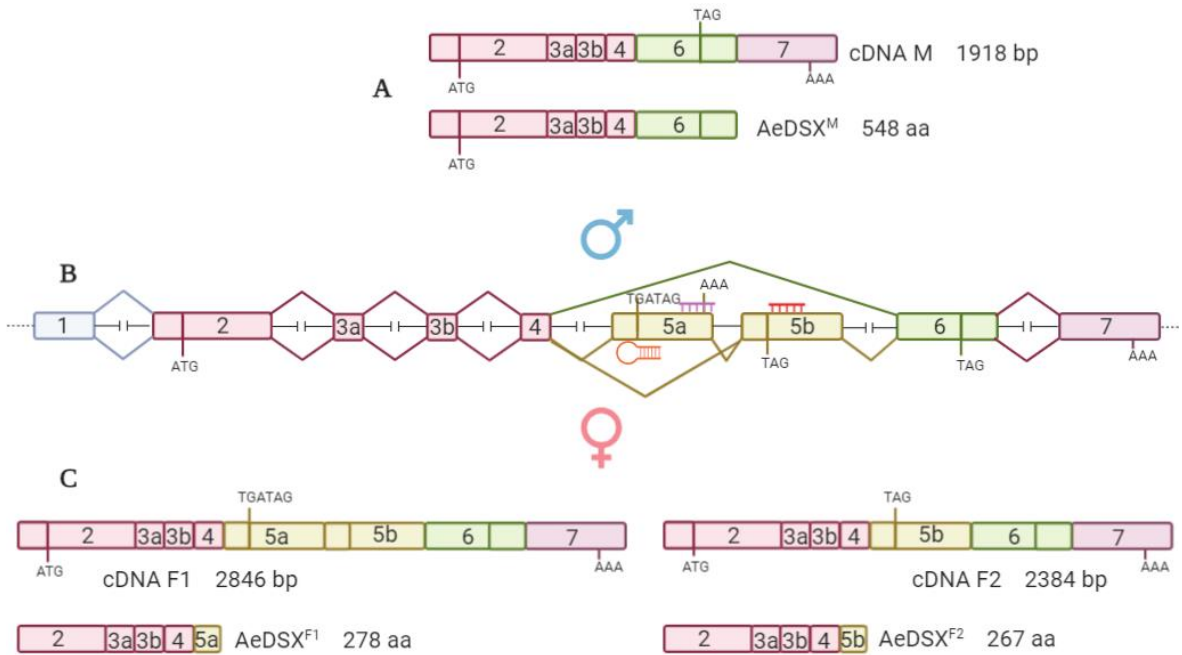 TAG
2 3a 3b 4 6 7 cDNA M 1918 bp
ATG AAA
A
2 3a 3b 4 6 AeDSXᴹ 548 aa
ATG
B
TGATAG AAA
1 2 3a 3b 4 5a 5b 6 7
ATG TAG TAG AAA
C
TGATAG
2 3a 3b 4 5a 5b 6 7
ATG AAA
cDNA F1 2846 bp
2 3a 3b 4 5a AeDSXF1 278 aa
TAG
2 3a 3b 4 5b 6 7
ATG AAA
cDNA F2 2384 bp
2 3a 3b 4 5b AeDSXF2 267 aa